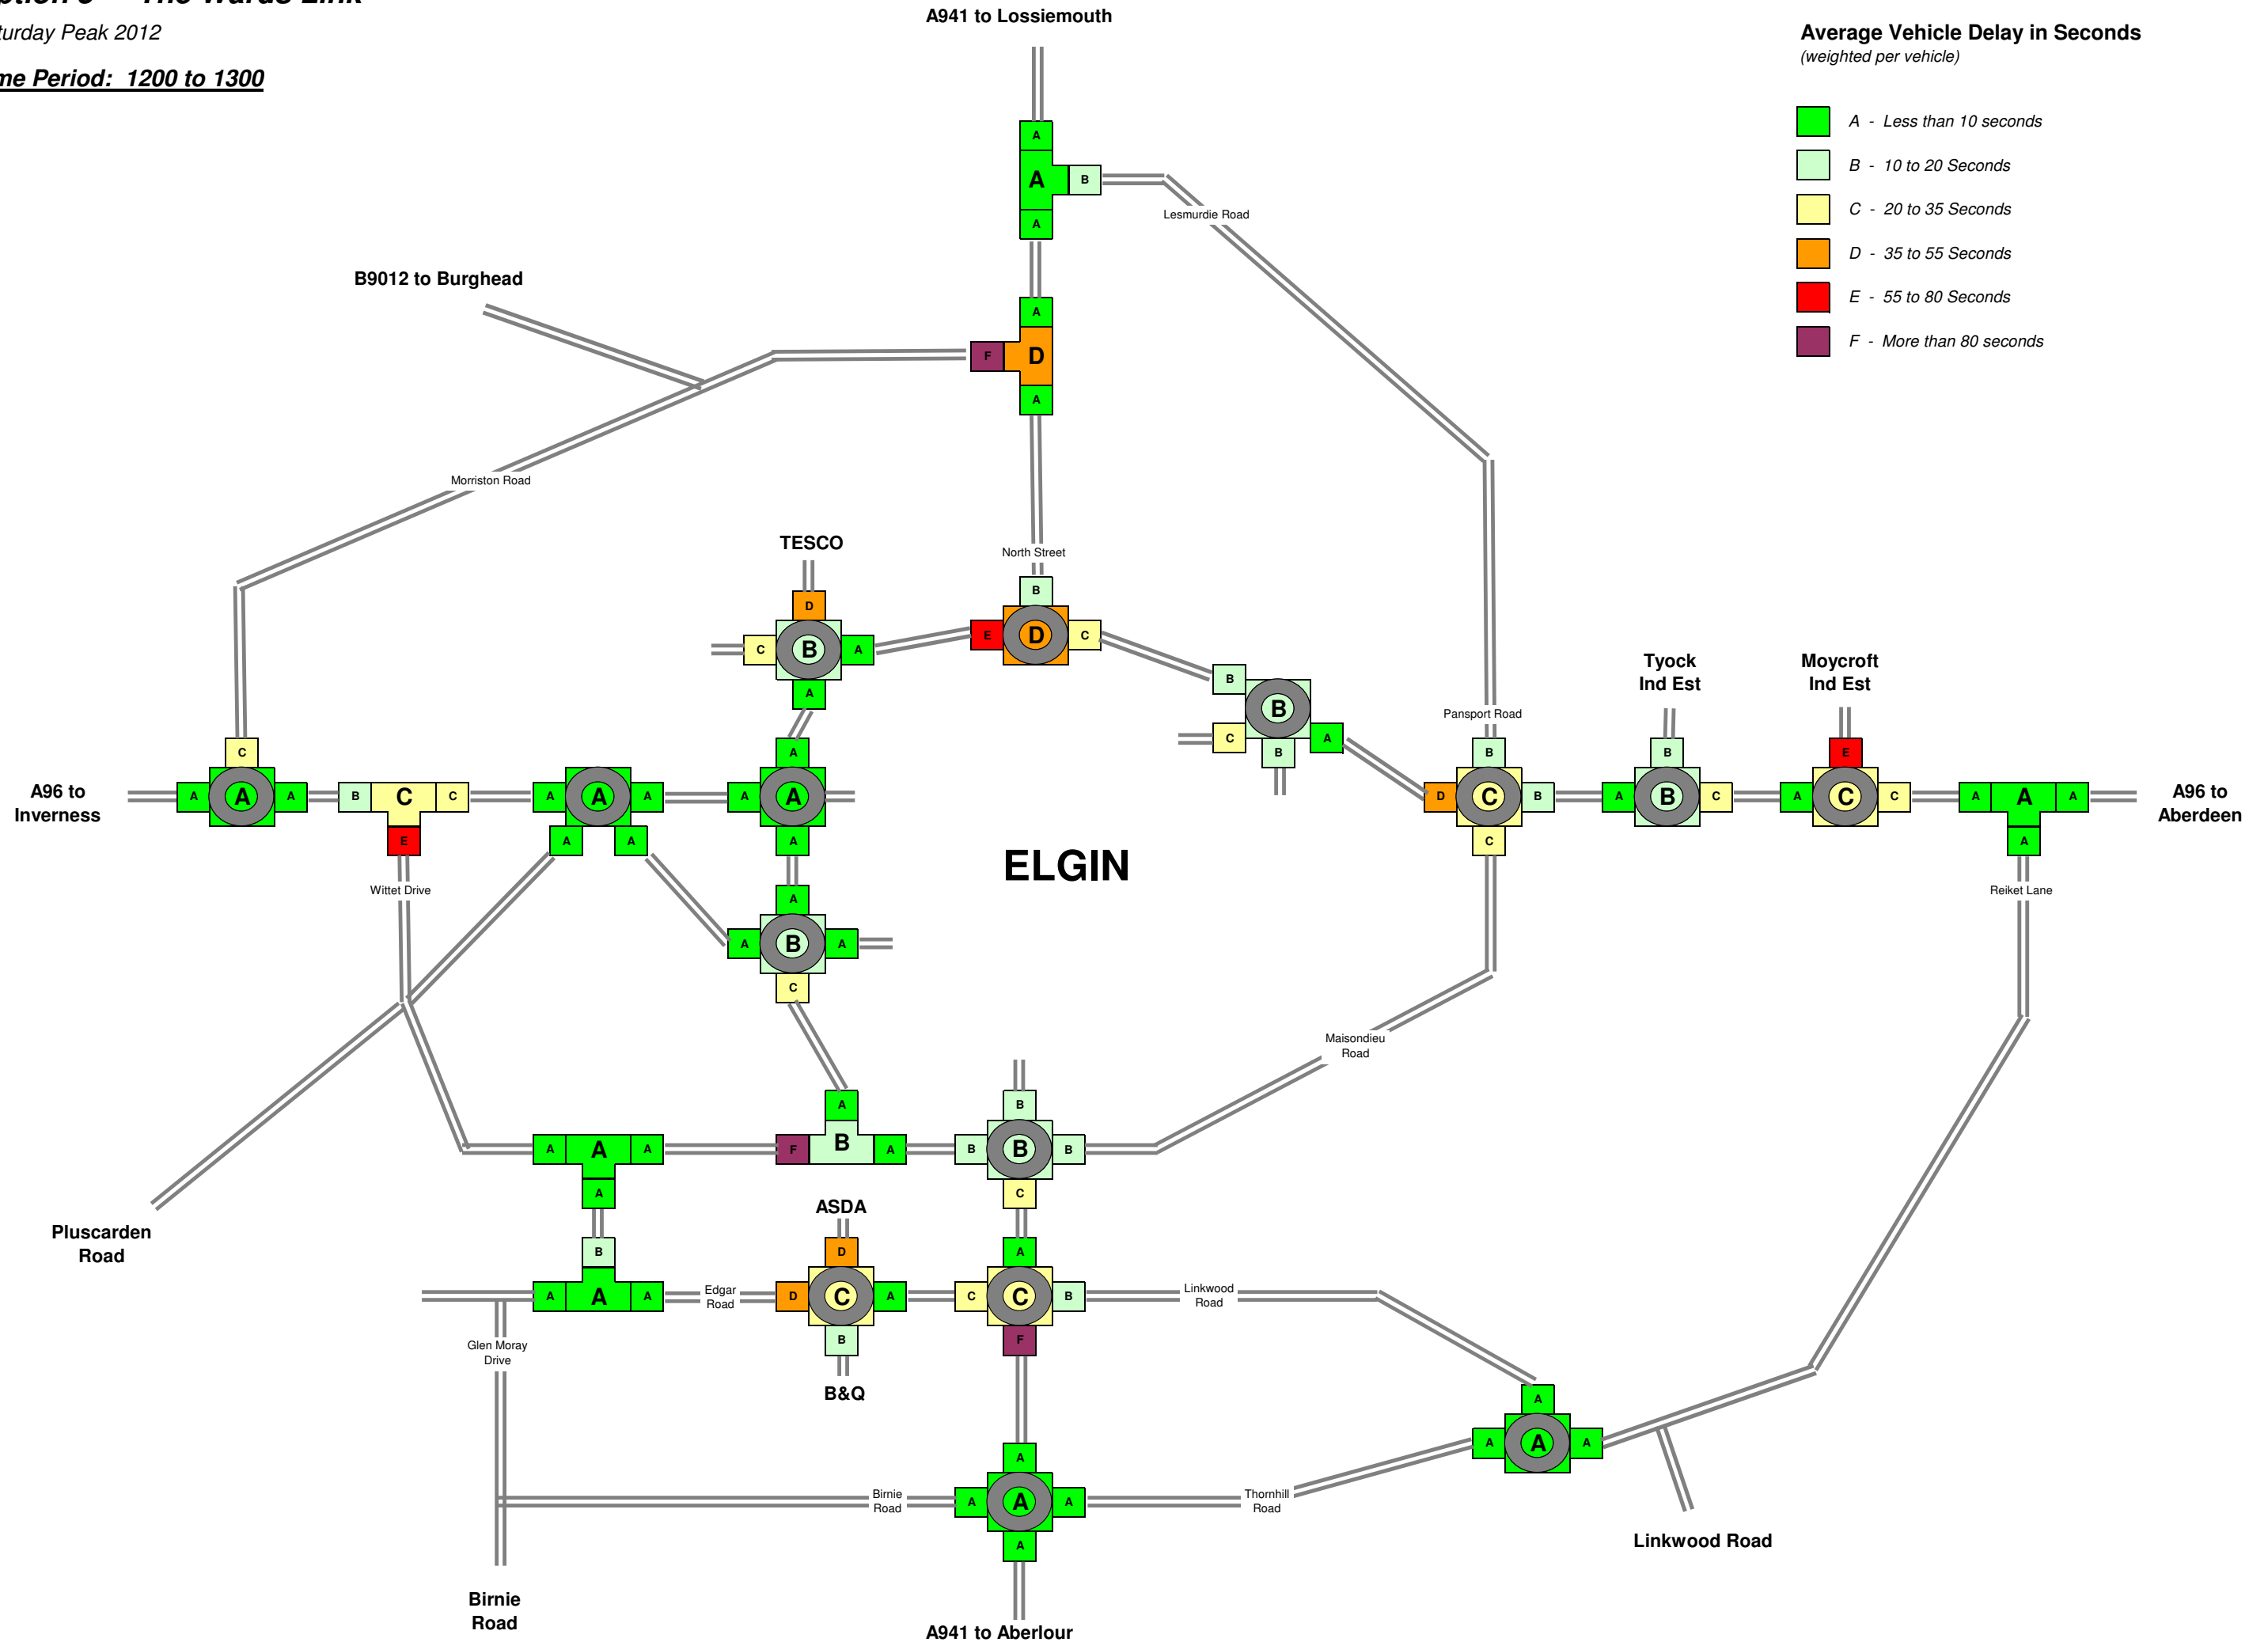 The Wards Link
turday Peak 2012
me Period: 1200 to 1300
A941 to Lossiemouth
Average Vehicle Delay in Seconds
(weighted per vehicle)
A - Less than 10 seconds
B - 10 to 20 Seconds
C - 20 to 35 Seconds
D - 35 to 55 Seconds
E - 55 to 80 Seconds
F - More than 80 seconds
A
A B
A
Lesmurdie Road
B9012 to Burghead
A
F D
A
Morriston Road
TESCO
North Street
D
C B A
A
B
E D C
B
B
C A
B
Pansport Road
Tyock
Ind Est
Moycroft
Ind Est
A96 to
Inverness
C
A A A
B C C
E
A A A
A A
A
A A
A
B
D C B
C
B
A B C
E
A C C
A A A
A
A96 to
Aberdeen
Wittet Drive
ELGIN
Reiket Lane
A
A B A
C
Maisondieu
Road
A A A
A
A
F B A
B
B B B
C
Pluscarden
Road
ASDA
B
A A A
Edgar
Road
D
D C A
B
A
C C B
F
Linkwood
Road
Glen Moray
Drive
B&Q
A
A A A
Birnie
Road
A
A A A
A
Thornhill
Road
Linkwood Road
Birnie
Road
A941 to Aberlour